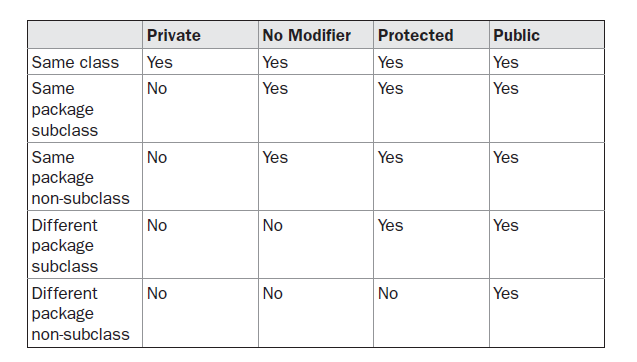 Private No Modifier Protected Public
Same class Yes Yes Yes Yes
Same No Yes Yes Yes
package
subclass
Same No Yes Yes Yes
package
non-subclass
Different No No Yes Yes
package
subclass
Different No No No Yes
package
non-subclass